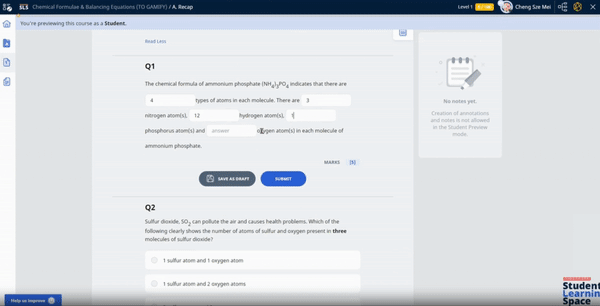 SLS Chemical Formulae & Balancing Equations (TO GAMIFY) / A, Recap Level 1 Cheng Sze Mei
You're previewing this course as a Student.
Read Less
Q1
The chemical formula of ammonium phosphate (NH₄)₃PO₄ indicates that there are
4 types of atoms in each molecule. There are 3
nitrogen atom(s), 12 hydrogen atom(s), 1
phosphorus atom(s) and answer oxygen atom(s) in each molecule of
ammonium phosphate.
MARKS [5]
SAVE AS DRAFT SUBMIT
Q2
Sulfur dioxide, SO₂ can pollute the air and causes health problems. Which of the
following clearly shows the number of atoms of sulfur and oxygen present in three
molecules of sulfur dioxide?
1 sulfur atom and 1 oxygen atom
1 sulfur atom and 2 oxygen atoms
No notes yet.
Creation of annotations
and notes is not allowed
in the Student Preview
mode.
Help us improve
Student
Learning
Space